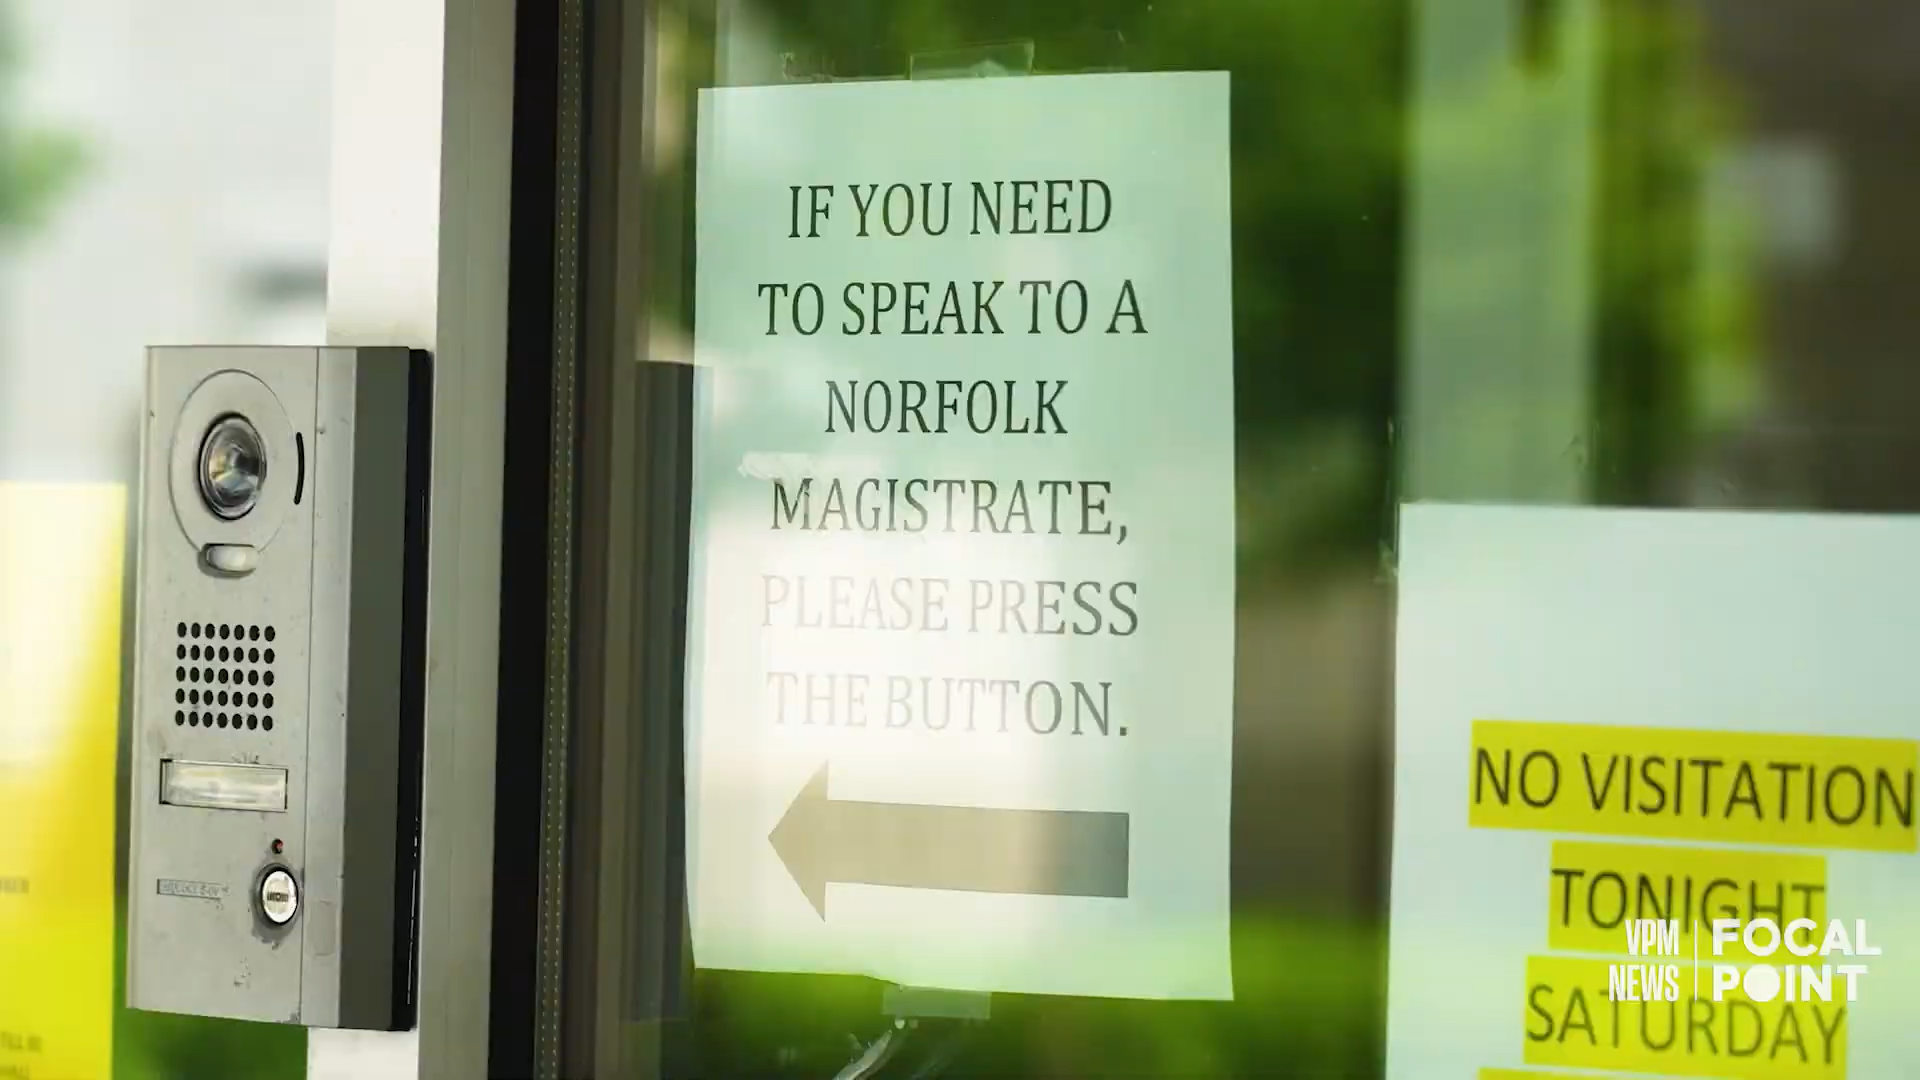 IF YOU NEED
TO SPEAK TO A
NORFOLK
MAGISTRATE,
PLEASE PRESS
THE BUTTON.
NO VISITATION
TONIGHT
SATURDAY
VPM
NEWS
FOCAL
POINT